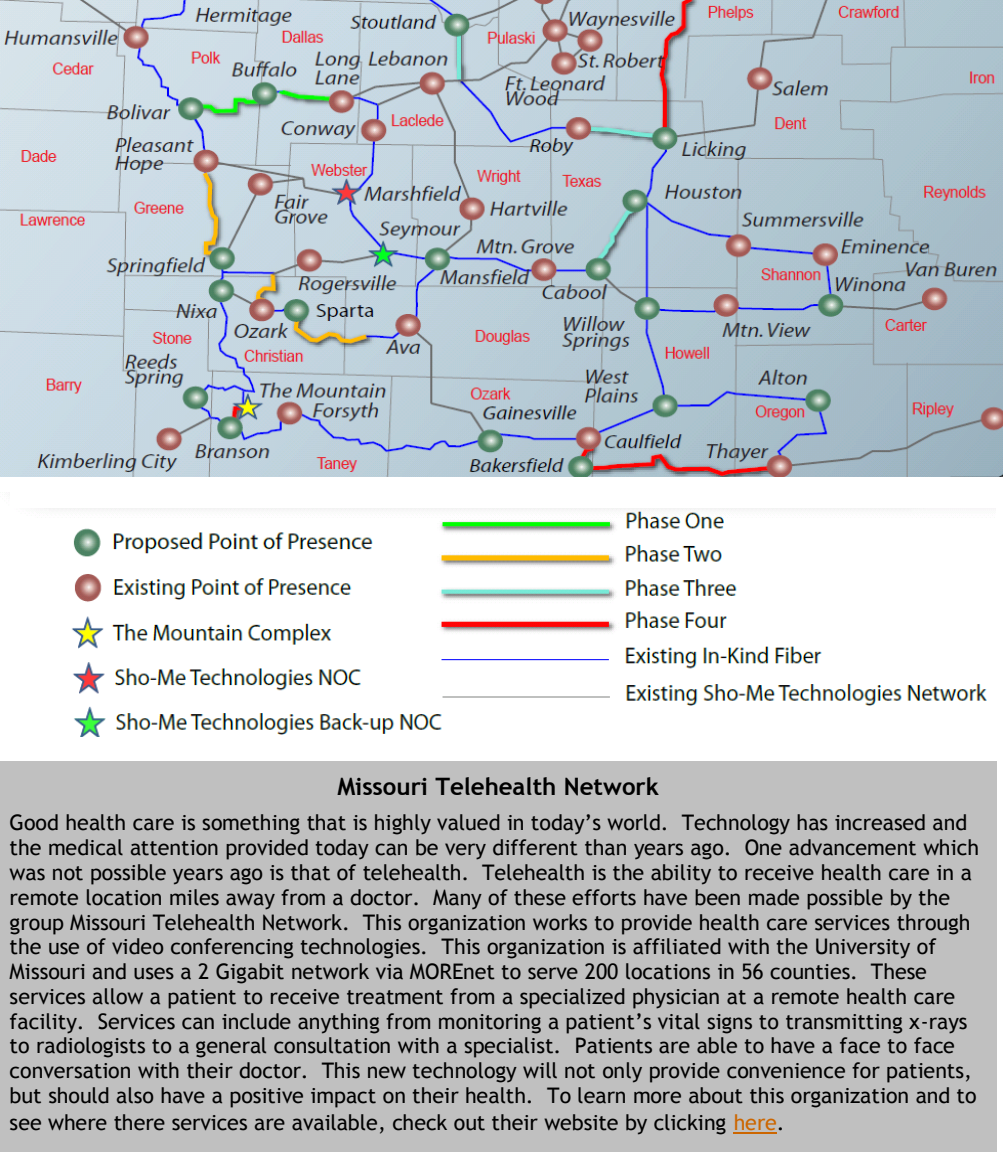 Hermitage
Stoutland
Waynesville
Phelps
Crawford
Humansville
Dallas
Pulaski
Cedar
Polk
Buffalo
Long
Lane
Lebanon
St. Robert
Ft. Leonard
Wood
Salem
Iron
Bolivar
Conway
Laclede
Dent
Pleasant
Hope
Roby
Licking
Dade
Webster
Marshfield
Wright
Texas
Houston
Reynolds
Fair
Grove
Hartville
Lawrence
Greene
Seymour
Mtn. Grove
Summersville
Eminence
Springfield
Rogersville
Mansfield
Cabool
Shannon
Van Buren
Winona
Nixa
Ozark
Sparta
Ava
Douglas
Willow
Springs
Mtn. View
Carter
Stone
Christian
Howell
Reeds
Spring
Barry
The Mountain
Forsyth
Ozark
Gainesville
West
Plains
Alton
Oregon
Ripley
Kimberling City
Branson
Taney
Bakersfield
Caulfield
Thayer
Proposed Point of Presence
Existing Point of Presence
The Mountain Complex
Sho-Me Technologies NOC
Sho-Me Technologies Back-up NOC
Phase One
Phase Two
Phase Three
Phase Four
Existing In-Kind Fiber
Existing Sho-Me Technologies Network
Missouri Telehealth Network
Good health care is something that is highly valued in today’s world.  Technology has increased and
the medical attention provided today can be very different than years ago.  One advancement which
was not possible years ago is that of telehealth.  Telehealth is the ability to receive health care in a
remote location miles away from a doctor.  Many of these efforts have been made possible by the
group Missouri Telehealth Network.  This organization works to provide health care services through
the use of video conferencing technologies.  This organization is affiliated with the University of
Missouri and uses a 2 Gigabit network via MOREnet to serve 200 locations in 56 counties.  These
services allow a patient to receive treatment from a specialized physician at a remote health care
facility.  Services can include anything from monitoring a patient’s vital signs to transmitting x-rays
to radiologists to a general consultation with a specialist.  Patients are able to have a face to face
conversation with their doctor.  This new technology will not only provide convenience for patients,
but should also have a positive impact on their health.  To learn more about this organization and to
see where there services are available, check out their website by clicking here.